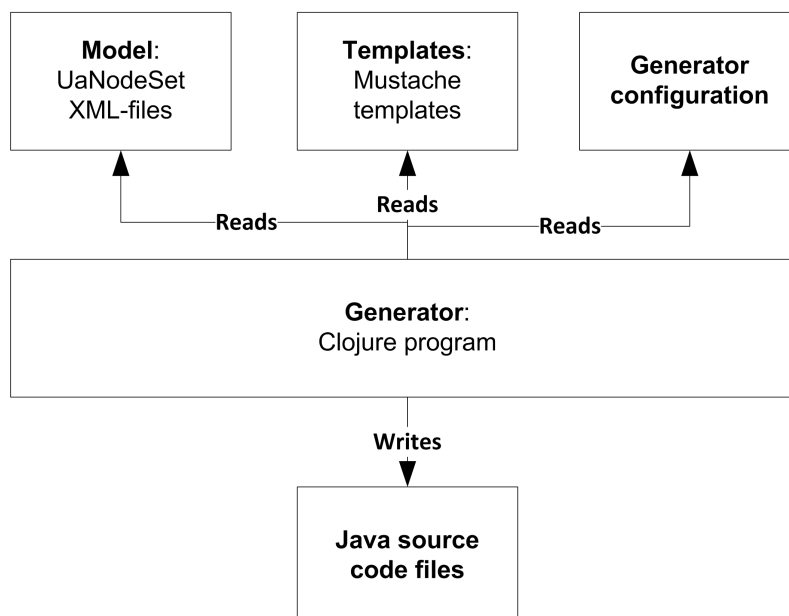 Model:
UaNodeSet
XML-files
Templates:
Mustache
templates
Generator
configuration
Reads
Reads
Reads
Generator:
Clojure program
Writes
Java source
code files